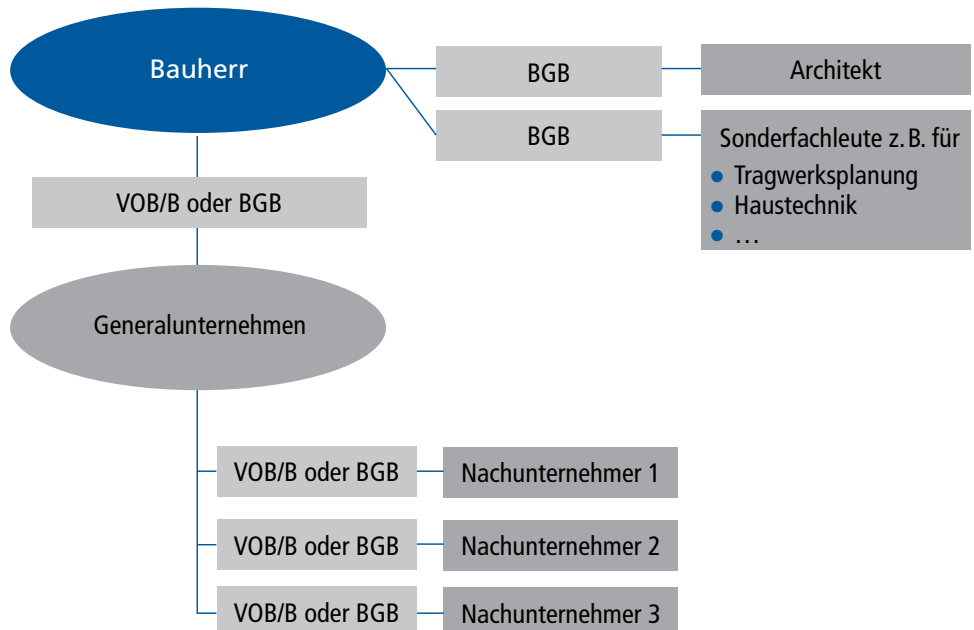 Bauherr
BGB
Architekt
BGB
Sonderfachleute z. B. für
● Tragwerksplanung
● Haustechnik
● …
VOB/B oder BGB
Generalunternehmen
VOB/B oder BGB
Nachunternehmer 1
VOB/B oder BGB
Nachunternehmer 2
VOB/B oder BGB
Nachunternehmer 3